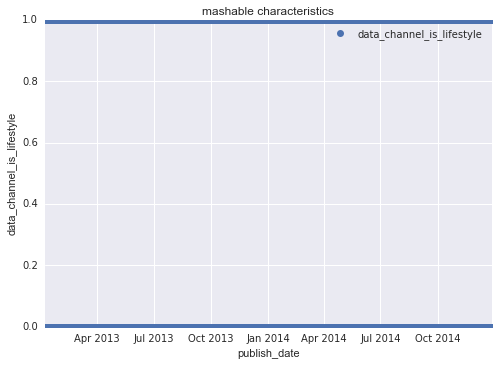 mashable characteristics
data_channel_is_lifestyle
1.0
0.8
0.6
0.4
0.2
0.0
data_channel_is_lifestyle
Apr 2013 Jul 2013 Oct 2013 Jan 2014 Apr 2014 Jul 2014 Oct 2014
publish_date